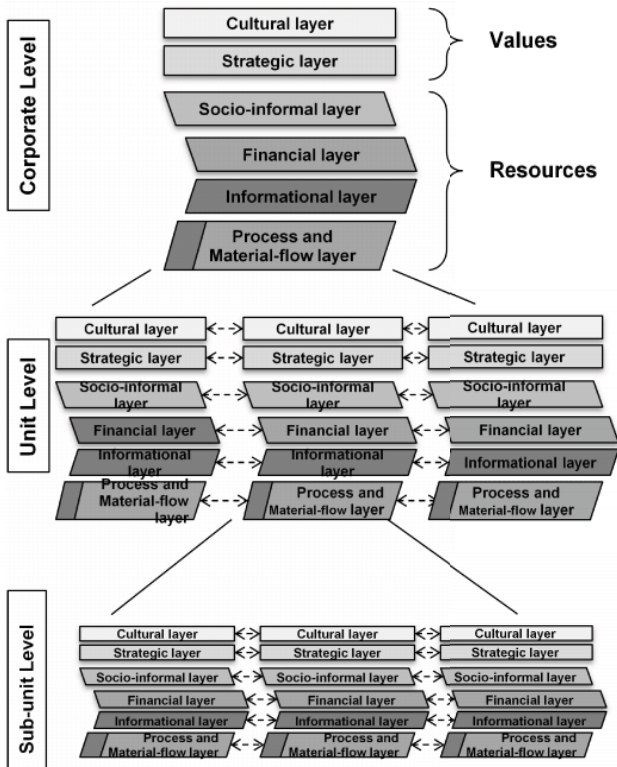 Corporate Level
Cultural layer
Strategic layer
Values
Socio-informal layer
Financial layer
Informational layer
Process and
Material-flow layer
Resources
Unit Level
Cultural layer
Cultural layer
Cultural layer
Strategic layer
Strategic layer
Strategic layer
Socio-informal
layer
Socio-informal
layer
Socio-informal
layer
Financial layer
Financial layer
Financial layer
Informational
layer
Informational
layer
Informational layer
Process and
Material-flow
layer
Process and
Material-flow layer
Process and
Material-flow layer
Sub-unit Level
Cultural layer
Cultural layer
Cultural layer
Strategic layer
Strategic layer
Strategic layer
Socio-informal layer
Socio-informal layer
Socio-informal layer
Financial layer
Financial layer
Financial layer
Informational layer
Informational layer
Informational layer
Process and
Material-flow layer
Process and
Material-flow layer
Process and
Material-flow layer